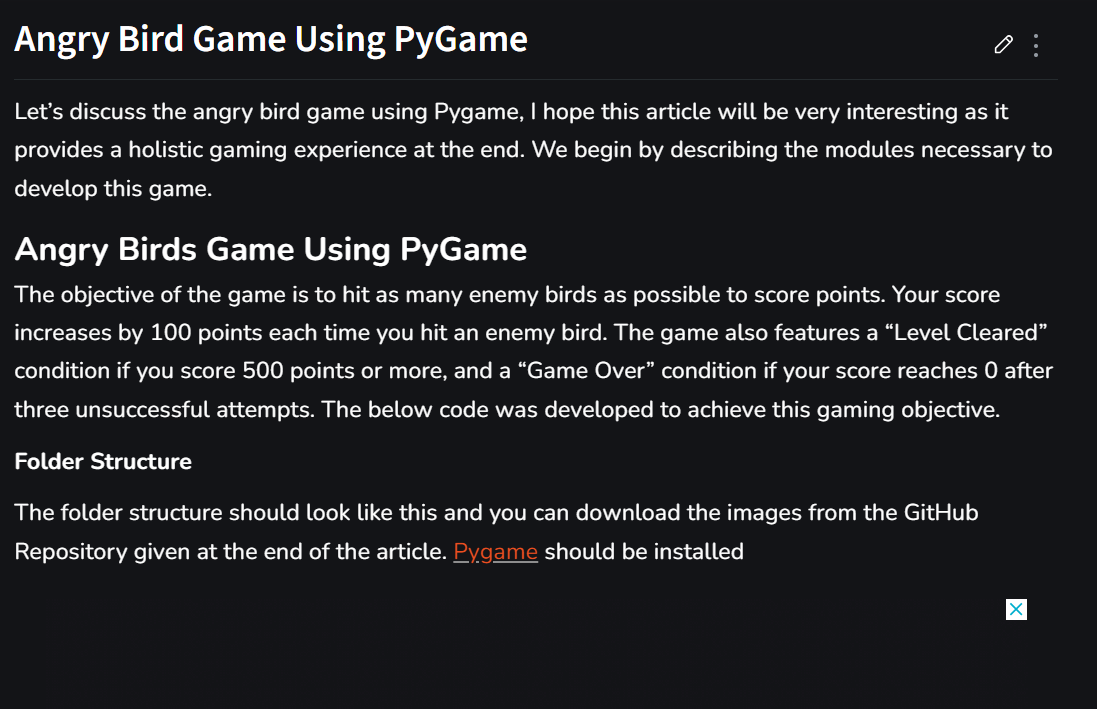 Angry Bird Game Using PyGame
Let’s discuss the angry bird game using Pygame, I hope this article will be very interesting as it
provides a holistic gaming experience at the end. We begin by describing the modules necessary to
develop this game.
Angry Birds Game Using PyGame
The objective of the game is to hit as many enemy birds as possible to score points. Your score
increases by 100 points each time you hit an enemy bird. The game also features a “Level Cleared”
condition if you score 500 points or more, and a “Game Over” condition if your score reaches 0 after
three unsuccessful attempts. The below code was developed to achieve this gaming objective.
Folder Structure
The folder structure should look like this and you can download the images from the GitHub
Repository given at the end of the article. Pygame should be installed